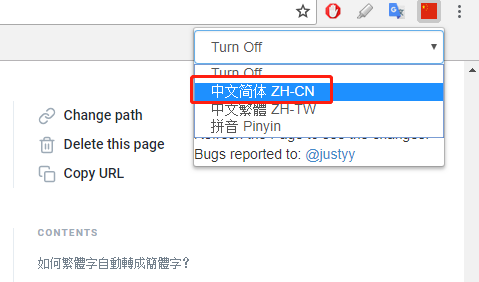 Turn Off
Turn Off
中文简体 ZH-CN
中文繁體 ZH-TW
拼音 Pinyin
Refresh the Page to see the changes.
Bugs reported to: @justyy
Change path
Delete this page
Copy URL
CONTENTS
如何繁體字自動轉成簡體字?